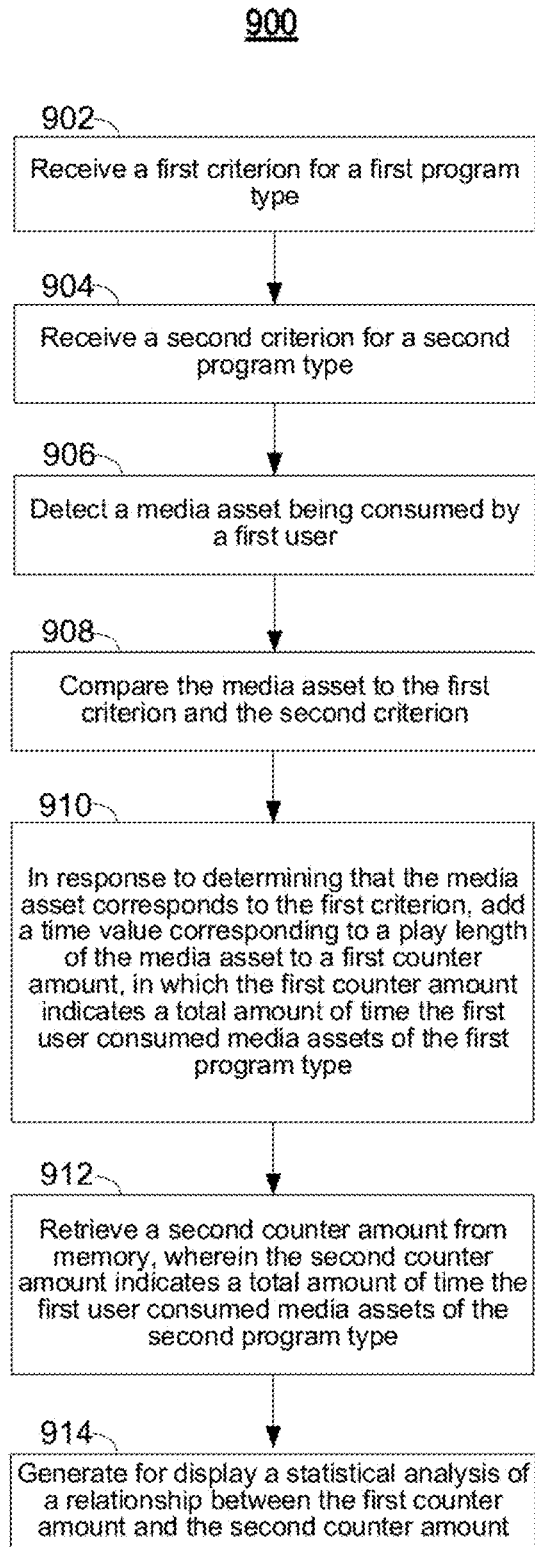 900
902
Receive a first criterion for a first program
type
904
Receive a second criterion for a second
program type
906
Detect a media asset being consumed by
a first user
908
Compare the media asset to the first
criterion and the second criterion
910
In response to determining that the media
asset corresponds to the first criterion, add
a time value corresponding to a play length
of the media asset to a first counter
amount, in which the first counter amount
indicates a total amount of time the first
user consumed media assets of the first
program type
912
Retrieve a second counter amount from
memory, wherein the second counter
amount indicates a total amount of time the
first user consumed media assets of the
second program type
914
Generate for display a statistical analysis of
a relationship between the first counter
amount and the second counter amount